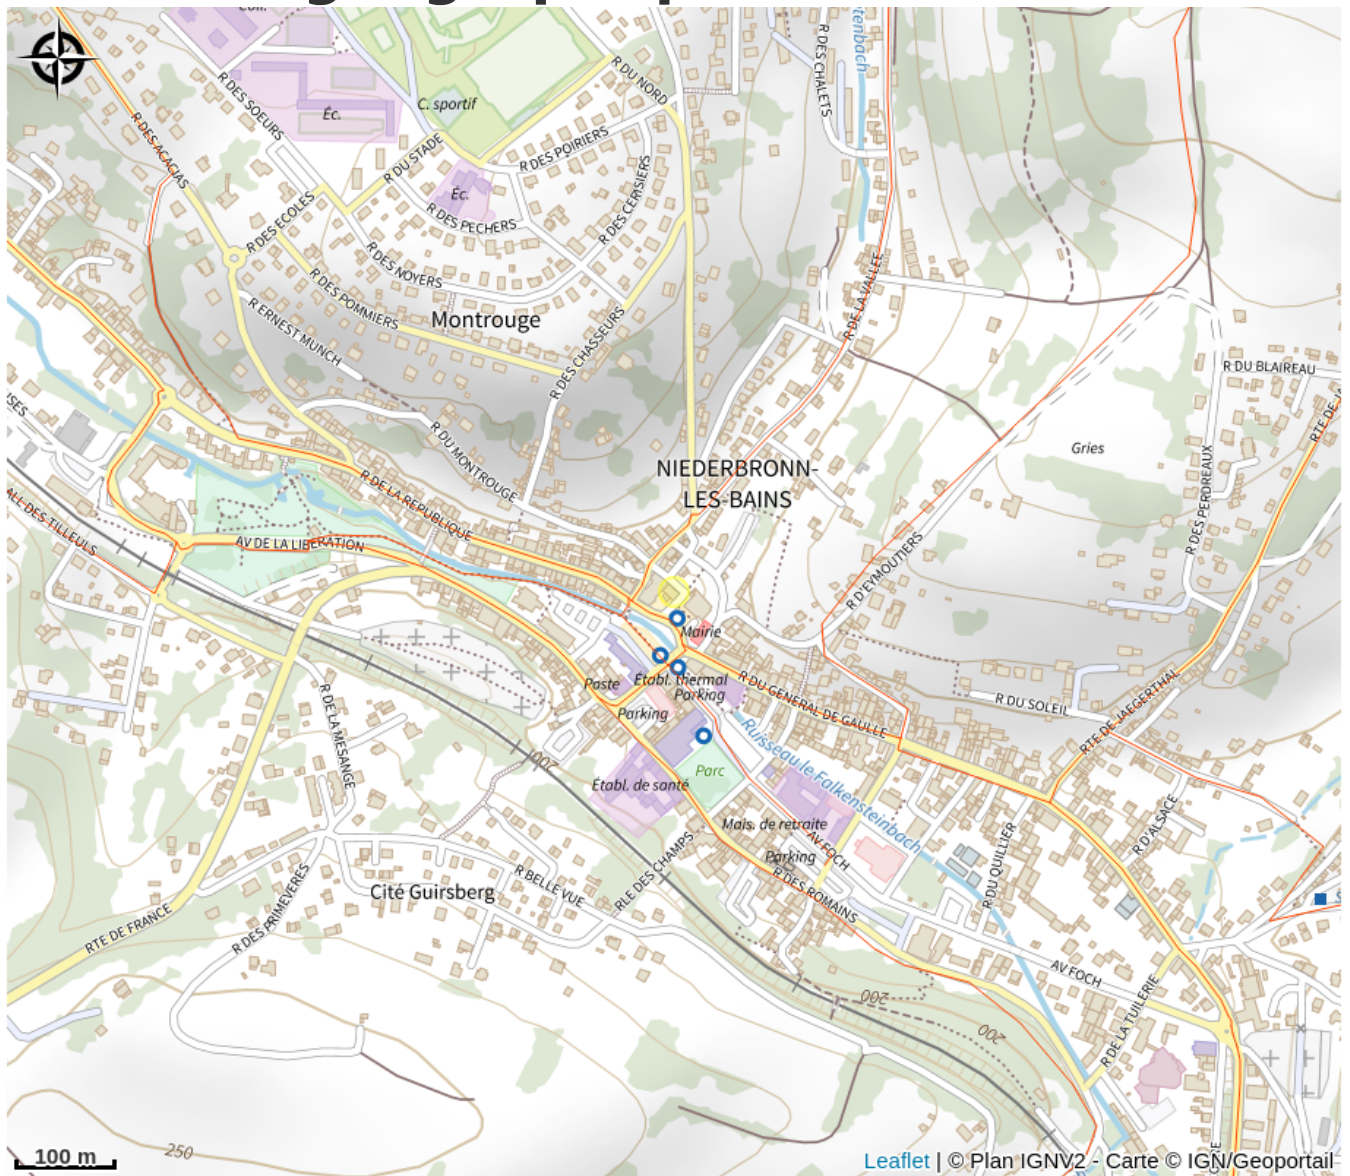 Éc.
C. sportif
R DU NORD
R DES CHALETS
R DES SOEURS
R DES ACACIAS
R DU STADE
R DES POIRIERS
Éc.
R DES CERISIERS
R DES PECHERS
R DES ECOLES
R DES NOYERS
R DES POMMIERS
R ERNEST MUNCH
Montrouge
R DES CHASSEURS
R DE LA VALLEE
R DU BLAIREAU
R DU MONTROUGE
Gries
R DES PERDREAUX
NIEDERBRONN-
LES-BAINS
R DE LA REPUBLIQUE
ALL DES TILLEULS
AV DE LA LIBERATION
R D'EYMOUTIERS
Mairie
Poste
Établ. thermal
Parking
Parking
R DU GENERAL DE GAULLE
R DU SOLEIL
RTE DE JAEGERTHAL
R DE LA MESANGE
200
Ruisseau le Falkensteinbach
Établ. de santé
Parc
Mais. de retraite
AV FOCH
Parking
R D'ALSACE
R DU QUILLIER
Cité Guirsberg
R BELLE VUE
RLE DES CHAMPS
R DES ROMAINS
R DES PRIMEVERES
RTE DE FRANCE
AV FOCH
200
200
R DE LA TUILERIE
250
100 m
Leaflet | © Plan IGNV2 - Carte © IGN/Geoportail